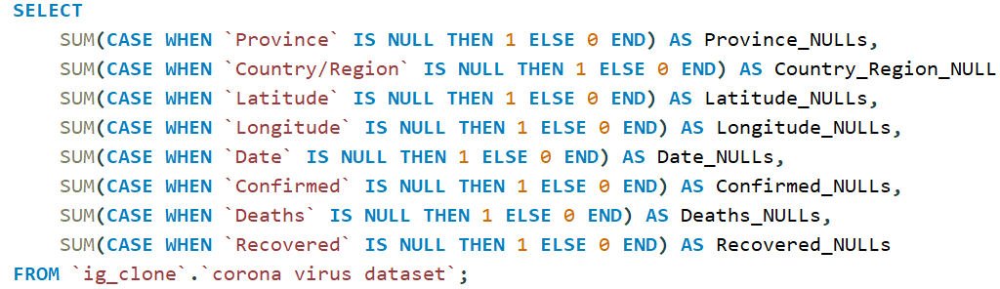 SELECT
SUM(CASE WHEN `Province` IS NULL THEN 1 ELSE 0 END) AS Province_NULLs,
SUM(CASE WHEN `Country/Region` IS NULL THEN 1 ELSE 0 END) AS Country_Region_NULL
SUM(CASE WHEN `Latitude` IS NULL THEN 1 ELSE 0 END) AS Latitude_NULLs,
SUM(CASE WHEN `Longitude` IS NULL THEN 1 ELSE 0 END) AS Longitude_NULLs,
SUM(CASE WHEN `Date` IS NULL THEN 1 ELSE 0 END) AS Date_NULLs,
SUM(CASE WHEN `Confirmed` IS NULL THEN 1 ELSE 0 END) AS Confirmed_NULLs,
SUM(CASE WHEN `Deaths` IS NULL THEN 1 ELSE 0 END) AS Deaths_NULLs,
SUM(CASE WHEN `Recovered` IS NULL THEN 1 ELSE 0 END) AS Recovered_NULLs
FROM `ig_clone`.`corona virus dataset`;